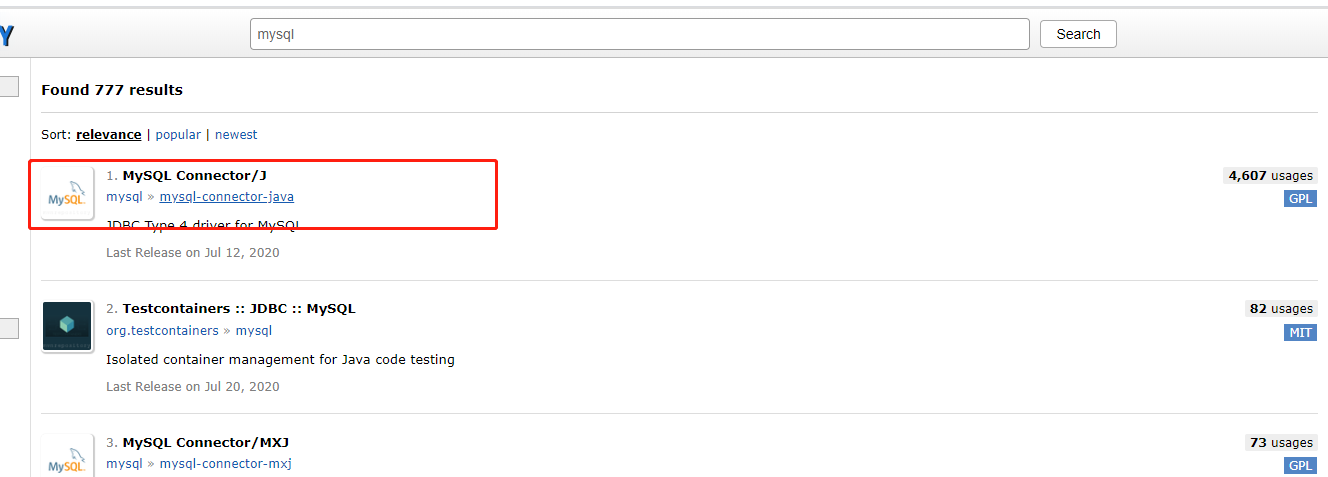 Y
mysql
Search
Found 777 results
Sort: relevance | popular | newest
MySQL
1. MySQL Connector/J
4,607 usages
mysql » mysql-connector-java
GPL
JDBC Type 4 driver for MySQL
Last Release on Jul 12, 2020
2. Testcontainers :: JDBC :: MySQL
82 usages
org.testcontainers » mysql
MIT
Isolated container management for Java code testing
Last Release on Jul 20, 2020
3. MySQL Connector/MXJ
73 usages
MySQL
mysql » mysql-connector-mxj
GPL